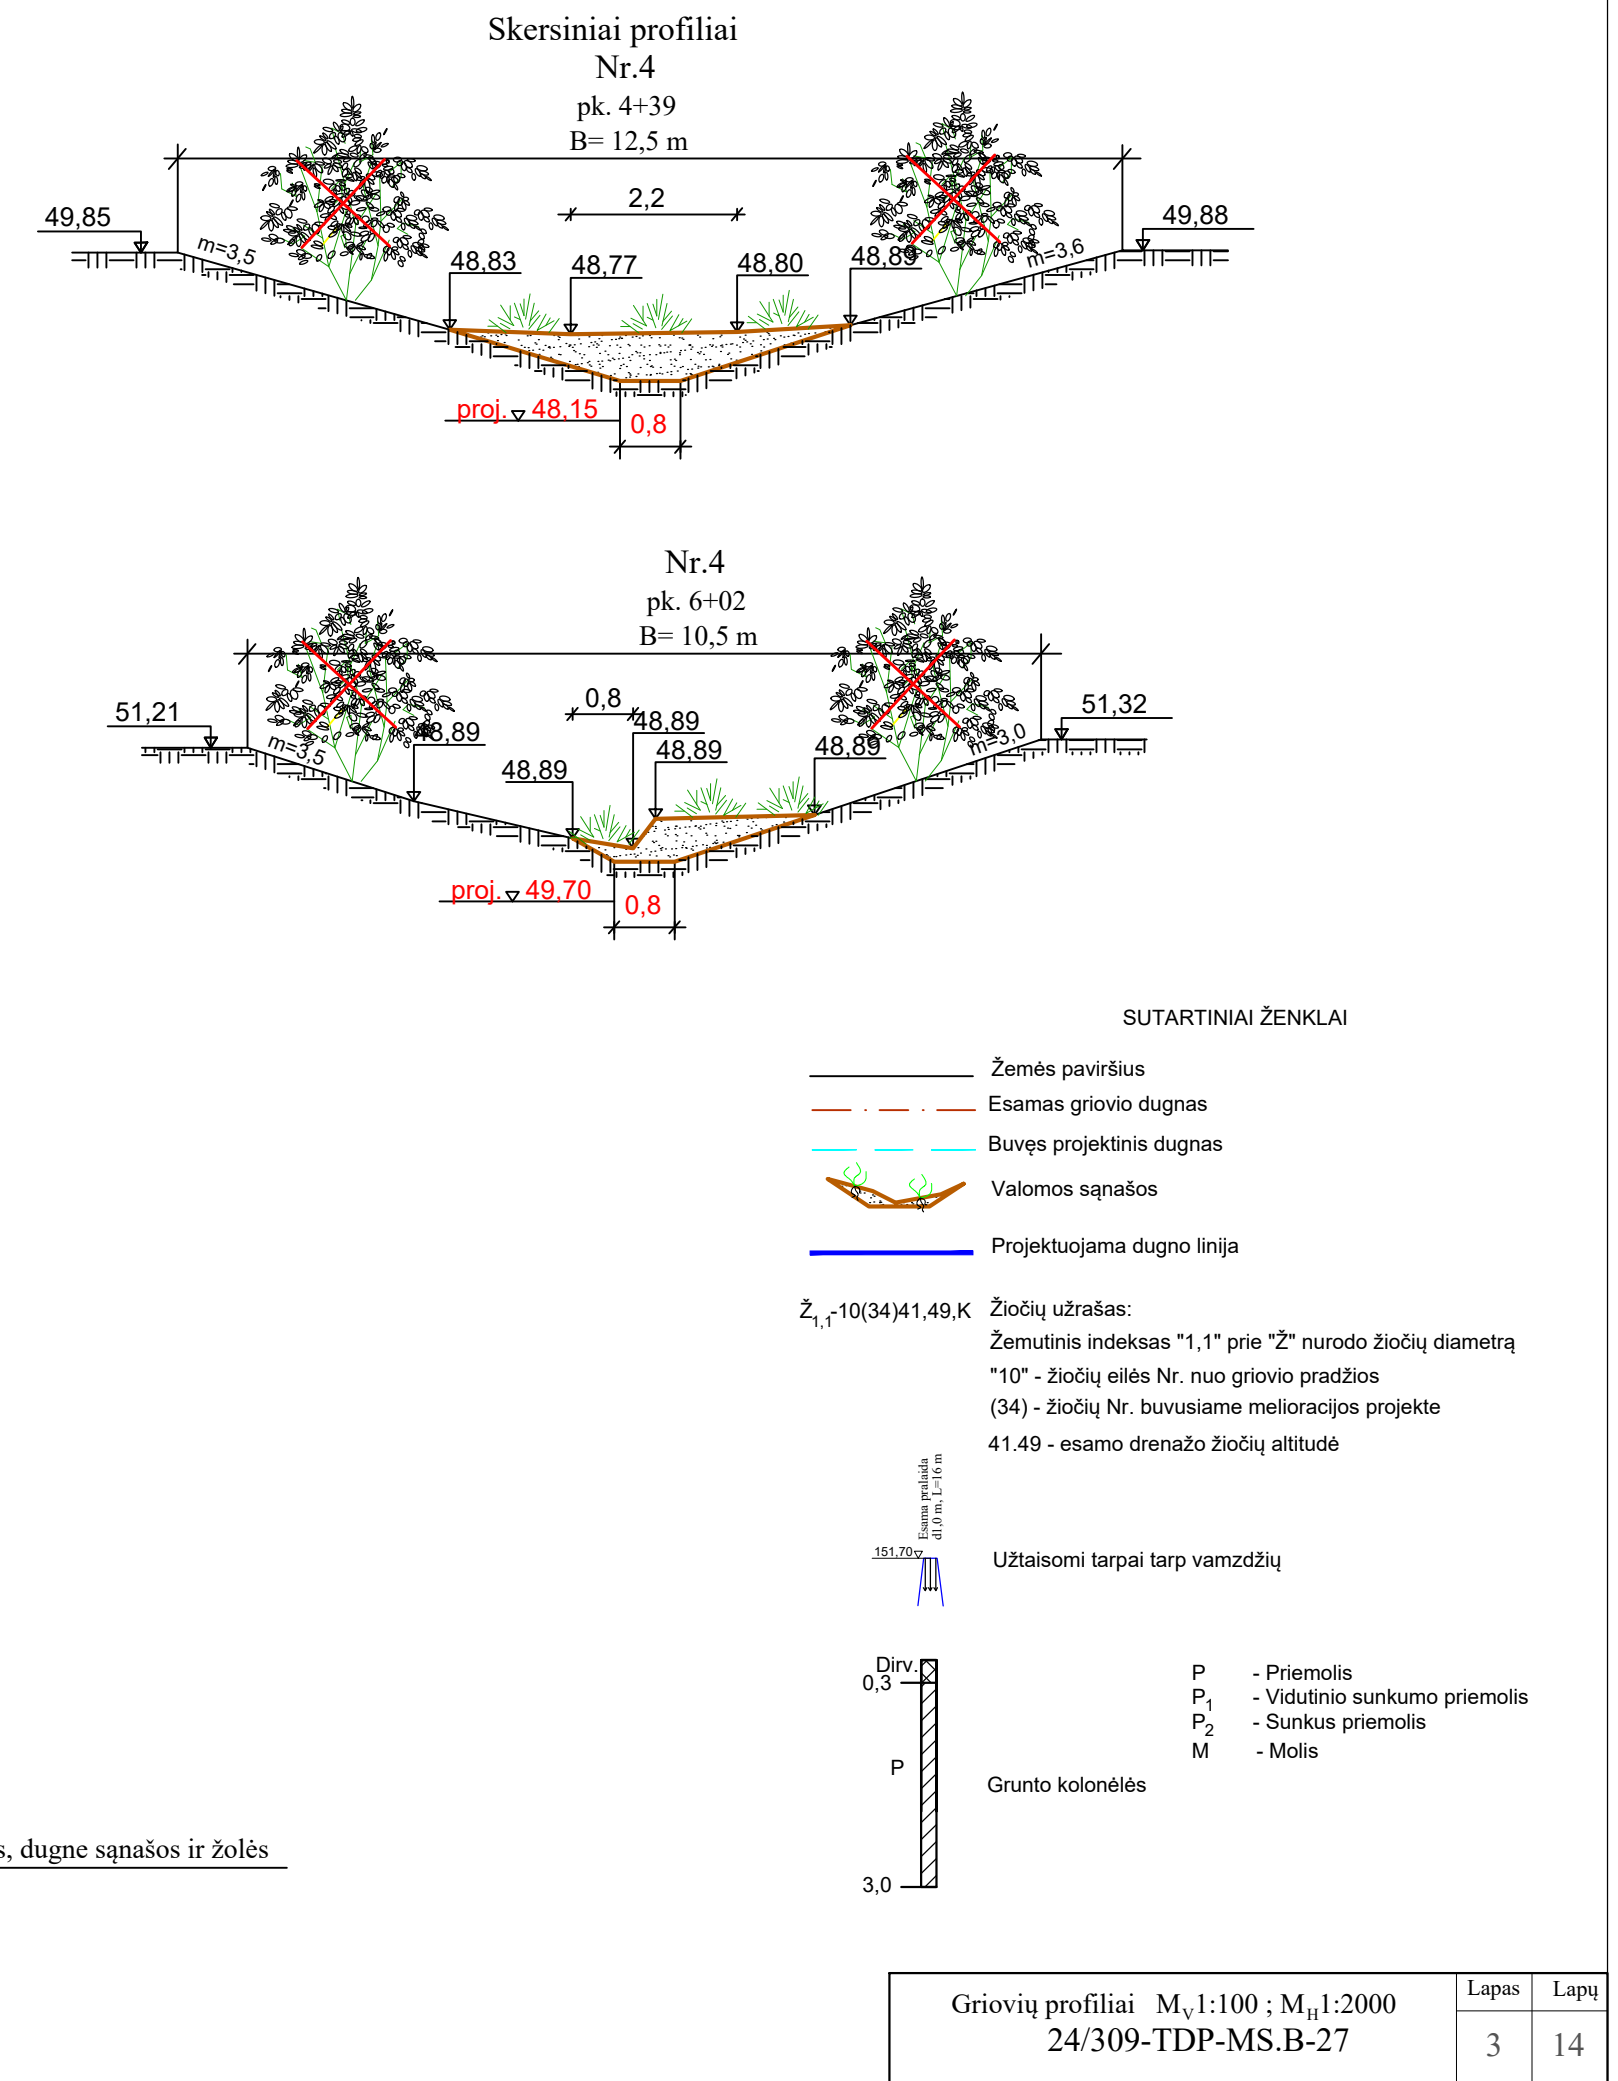 Skersiniai profiliai
Nr.4
pk. 4+39
B= 12,5 m
2,2
49,85
49,88
m=3,5
m=3,6
48,83
48,77
48,80
48,89
proj. 48,15
0,8
Nr.4
pk. 6+02
B= 10,5 m
0,8
51,21
51,32
m=3,5
m=3,0
48,89
48,89
48,89
48,89
48,89
proj. 49,70
0,8
SUTARTINIAI ŽENKLAI
Žemės paviršius
Esamas griovio dugnas
Buvęs projektinis dugnas
Valomos sąnašos
Projektuojama dugno linija
Ž1,1-10(34)41,49,K Žiočių užrašas:
Žemutinis indeksas "1,1" prie "Ž" nurodo žiočių diametrą
"10" - žiočių eilės Nr. nuo griovio pradžios
(34) - žiočių Nr. buvusiame melioracijos projekte
41.49 - esamo drenažo žiočių altitudė
Esama pralaida
d1,0 m, L=16 m
151,70
Užtaisomi tarpai tarp vamzdžių
Dirv.
0,3
P
3,0
Grunto kolonėlės
P - Priemolis
P1 - Vidutinio sunkumo priemolis
P2 - Sunkus priemolis
M - Molis
s, dugne sąnašos ir žolės
Griovių profiliai MV1:100 ; MH1:2000
24/309-TDP-MS.B-27
Lapas Lapų
3 14